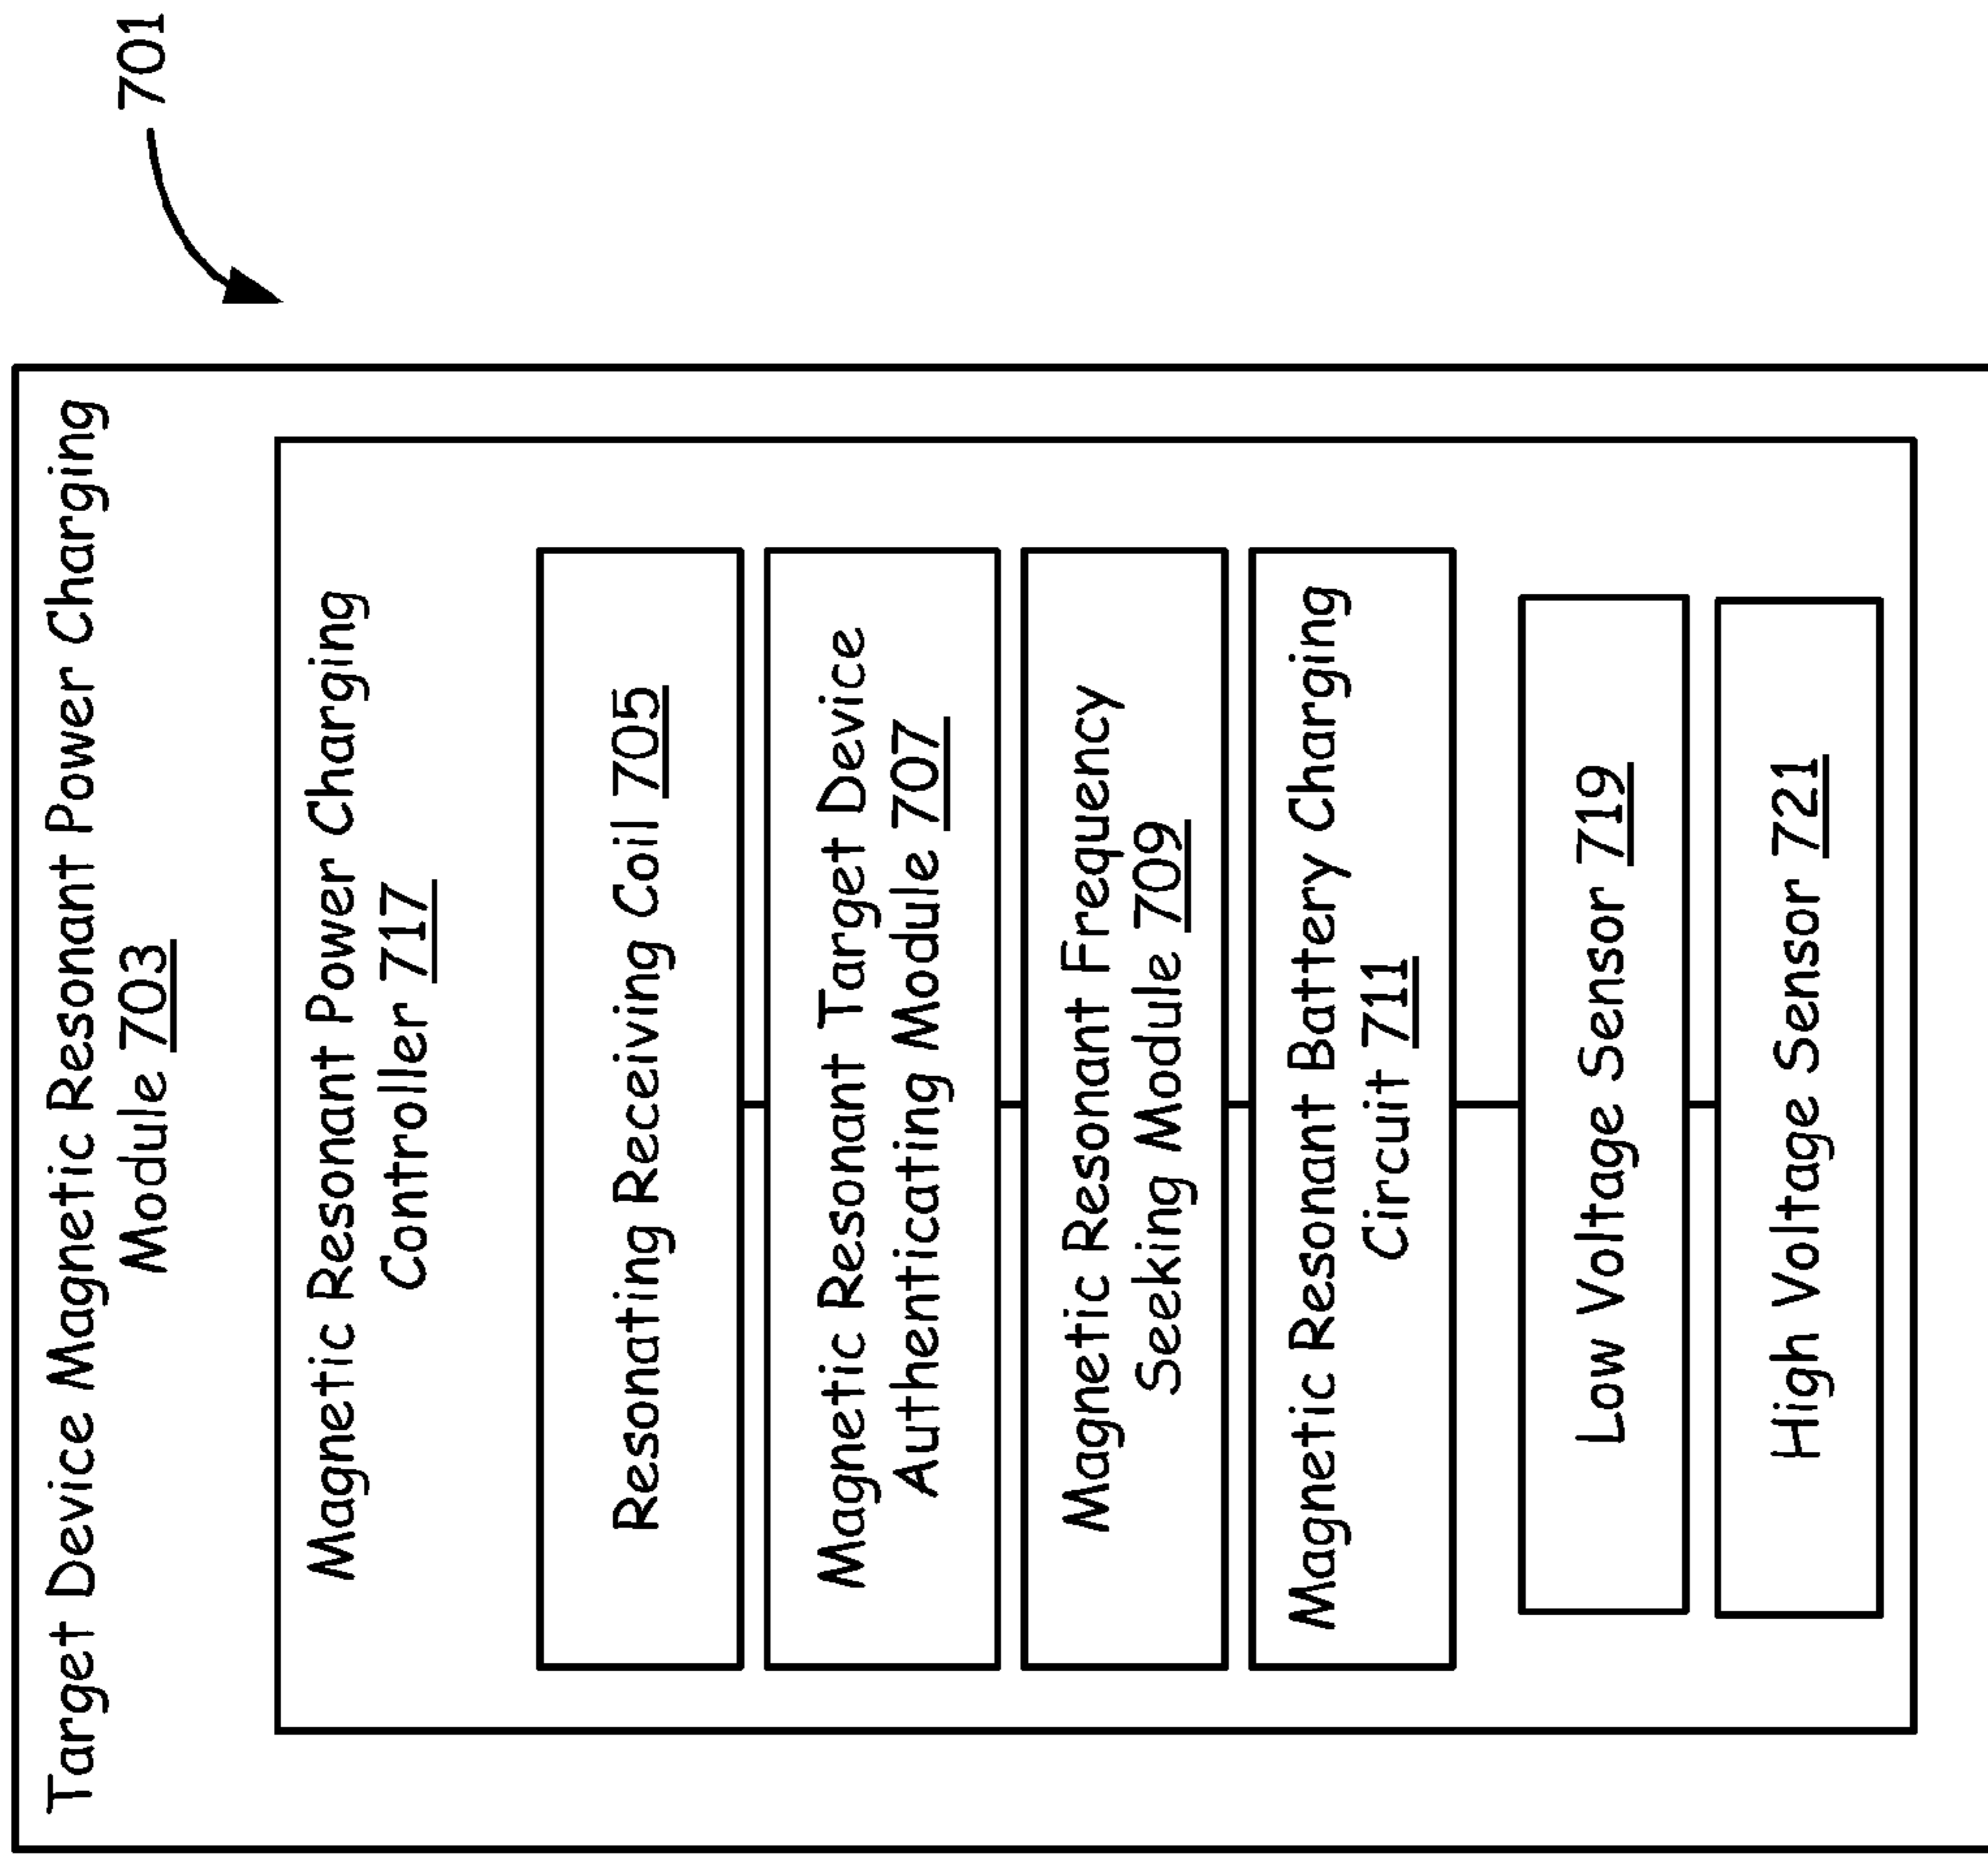 701
Target Device Magnetic Resonant Power Charging
Module 703
Magnetic Resonant Power Charging
Controller 717
Resonating Receiving Coil 705
Magnetic Resonant Target Device
Authenticating Module 707
Magnetic Resonant Frequency
Seeking Module 709
Magnetic Resonant Battery Charging
Circuit 711
Low Voltage Sensor 719
High Voltage Sensor 721